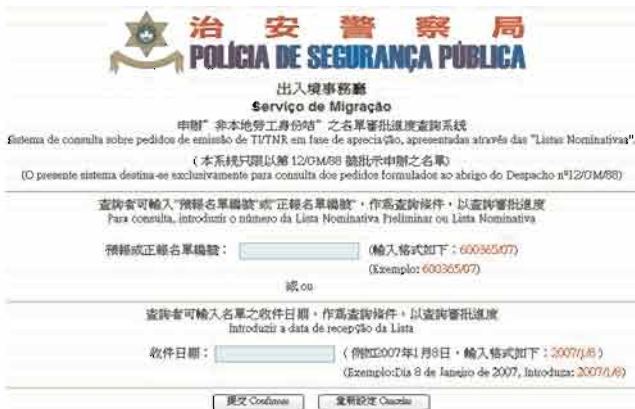 治安警察局
POLÍCIA DE SEGURANÇA PÚBLICA
出入境事務廳
Serviço de Migração
申辦"非本地勞工身份咭"之名單審批進度查詢系統
Sistema de consulta sobre pedidos de emissão de TI/TNR em fase de apreciação, apresentadas através das "Listas Nominativas".
(本系統只限以第 12/GM/88 號批示申辦之名單)
(O presente sistema destina-se exclusivamente para consulta dos pedidos formulados ao abrigo do Despacho nº12/GM/88)
查詢者可輸入"預報名單編號"或"正報名單編號",作為查詢條件,以查詢審批進度
Para consulta, introduzir o número da Lista Nominativa Preliminar ou Lista Nominativa
預報或正報名單編號: (輸入格式如下:600365/07)
(Exemplo: 600365/07)
或 ou
查詢者可輸入名單之收件日期,作為查詢條件,以查詢審批進度
Introduzir a data de recepção da Lista
收件日期: (例如2007年1月8日,輸入格式如下:2007/1/8)
(Exemplo:Dia 8 de Janeiro de 2007, Introduza: 2007/1/8)
提交 Confirmar 重新設定 Cancelar